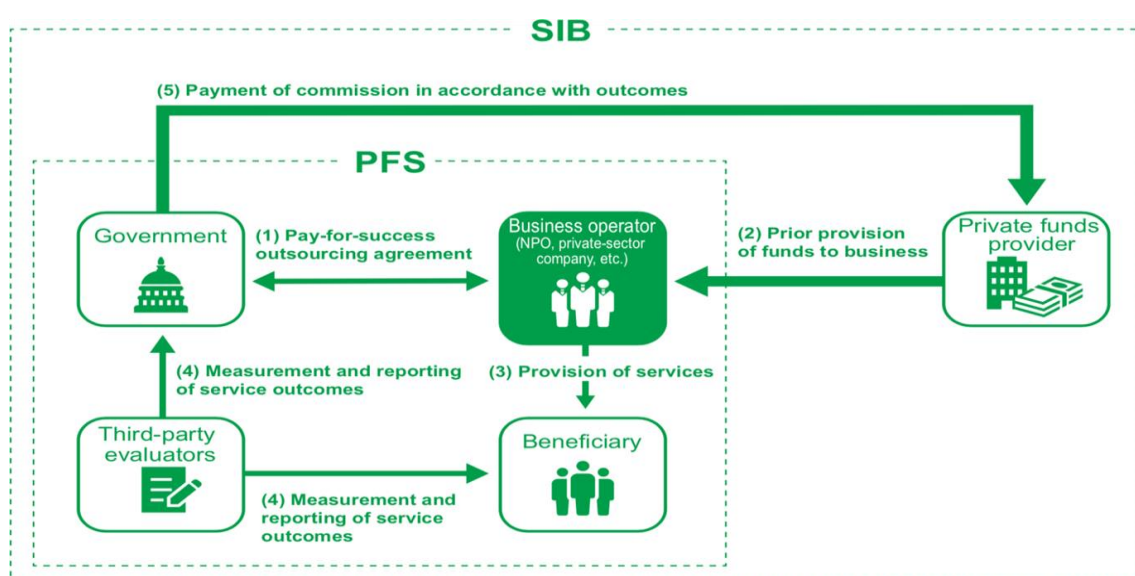 SIB
(5) Payment of commission in accordance with outcomes
PFS
Government
(1) Pay-for-success
outsourcing agreement
Business operator
(NPO, private-sector
company, etc.)
(2) Prior provision
of funds to business
Private funds
provider
(4) Measurement and reporting
of service outcomes
(3) Provision of services
Third-party
evaluators
Beneficiary
(4) Measurement and
reporting of service
outcomes